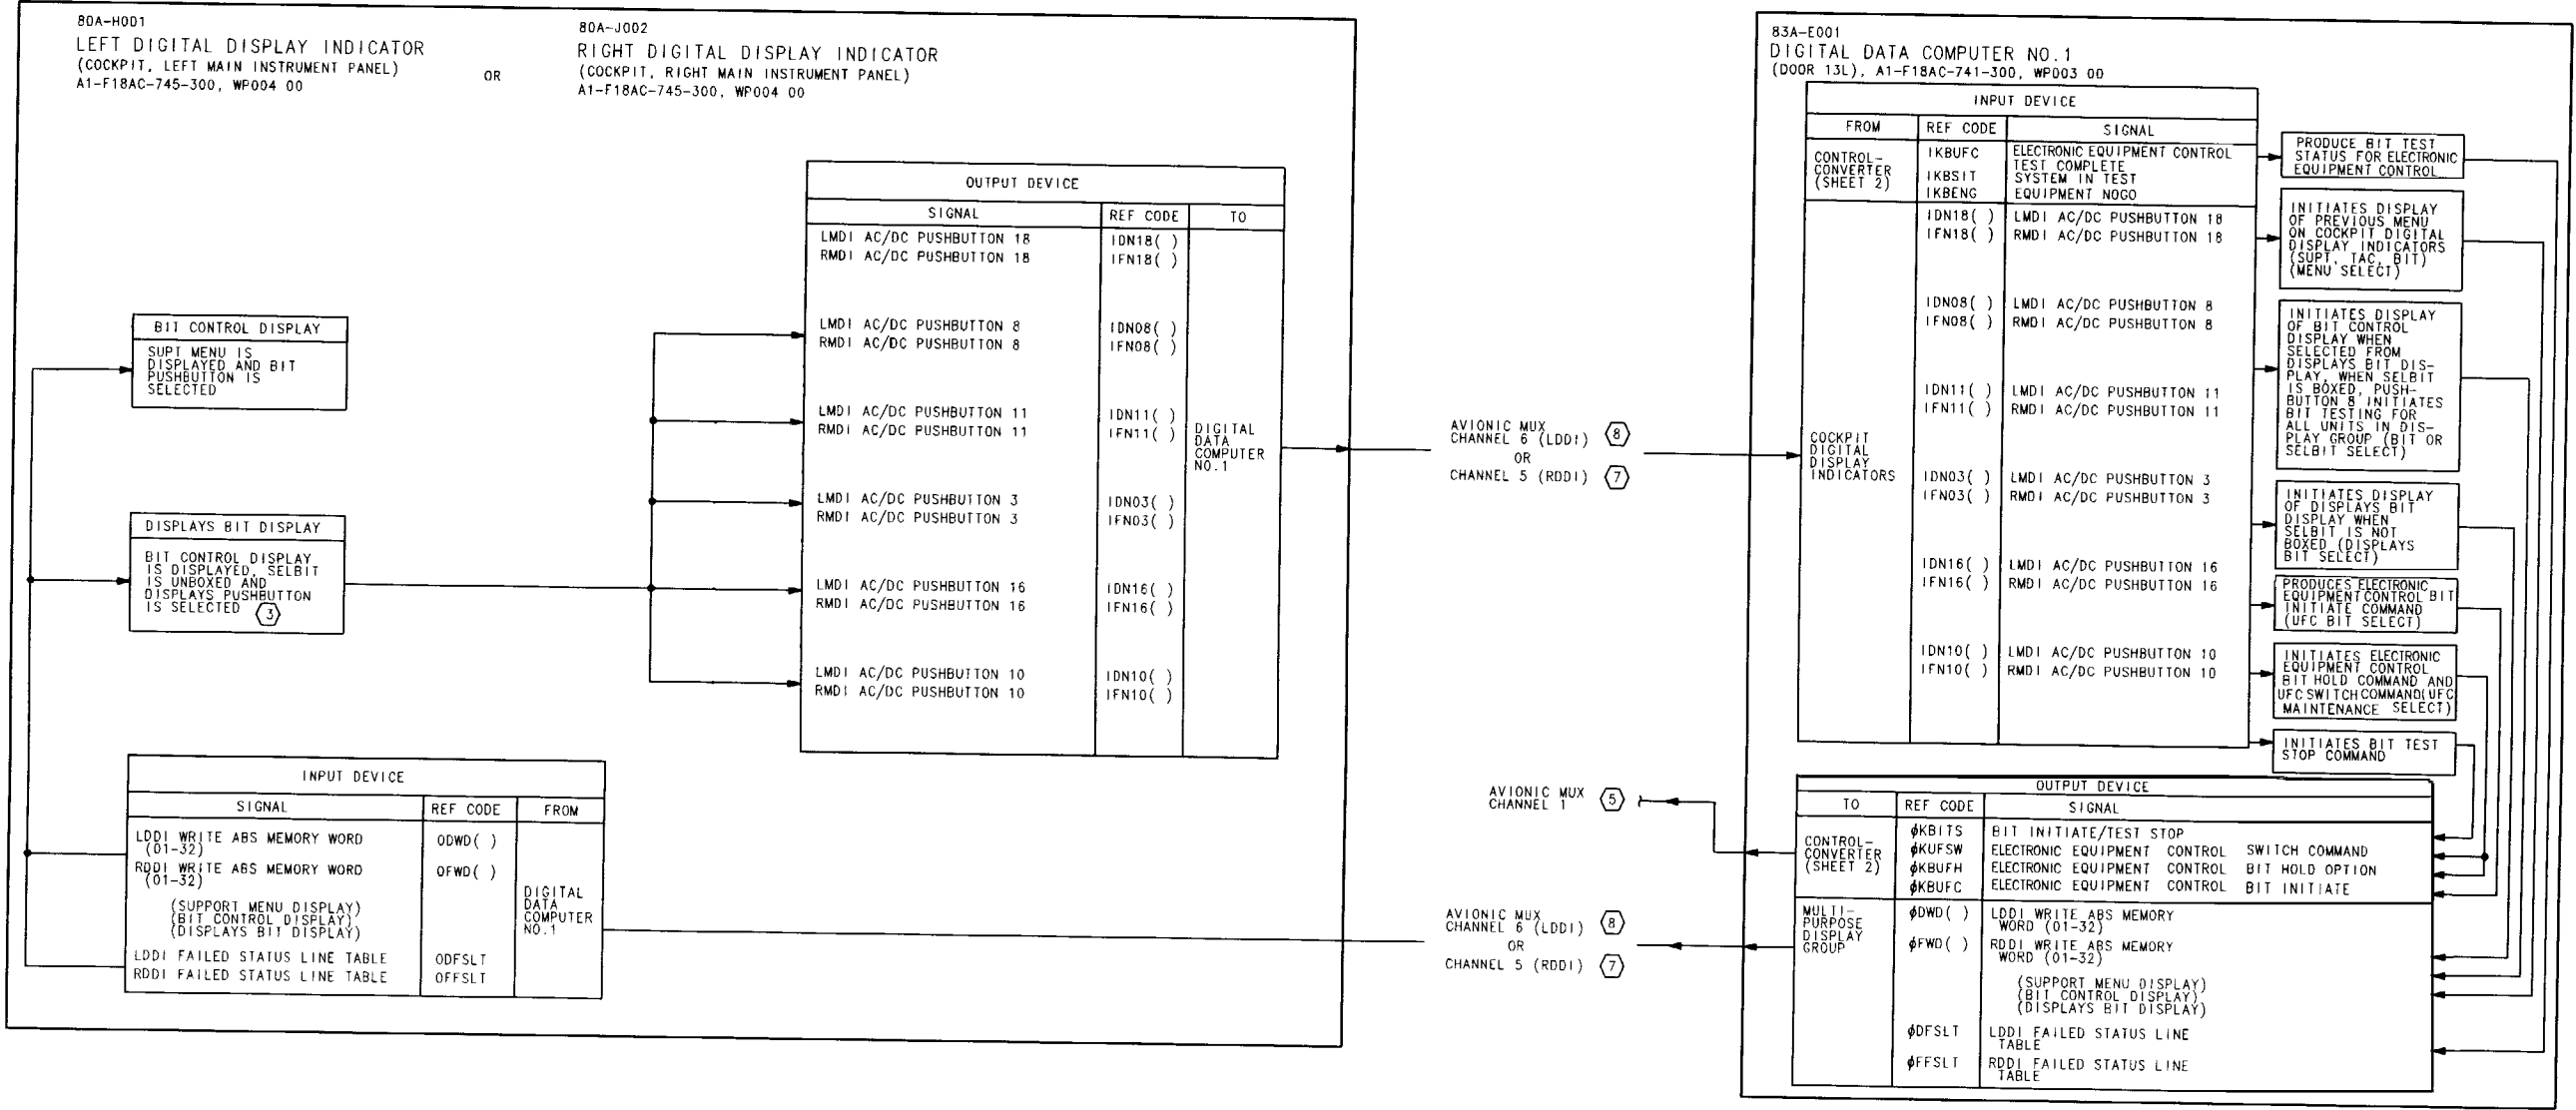 80A-H001
LEFT DIGITAL DISPLAY INDICATOR
(COCKPIT, LEFT MAIN INSTRUMENT PANEL)
A1-F18AC-745-300, WP004 00
OR
80A-J002
RIGHT DIGITAL DISPLAY INDICATOR
(COCKPIT, RIGHT MAIN INSTRUMENT PANEL)
A1-F18AC-745-300, WP004 00
BIT CONTROL DISPLAY
SUPT MENU IS
DISPLAYED AND BIT
PUSHBUTTON IS
SELECTED
DISPLAYS BIT DISPLAY
BIT CONTROL DISPLAY
IS DISPLAYED, SELBIT
IS UNBOXED AND
DISPLAYS PUSHBUTTON
IS SELECTED 3
OUTPUT DEVICE
SIGNAL REF CODE TO
LMDI AC/DC PUSHBUTTON 18 IDN18( )
RMDI AC/DC PUSHBUTTON 18 IFN18( )
LMDI AC/DC PUSHBUTTON 8 IDN08( )
RMDI AC/DC PUSHBUTTON 8 IFN08( )
LMDI AC/DC PUSHBUTTON 11 IDN11( )
RMDI AC/DC PUSHBUTTON 11 IFN11( )
DIGITAL
DATA
COMPUTER
NO.1
LMDI AC/DC PUSHBUTTON 3 IDN03( )
RMDI AC/DC PUSHBUTTON 3 IFN03( )
LMDI AC/DC PUSHBUTTON 16 IDN16( )
RMDI AC/DC PUSHBUTTON 16 IFN16( )
LMDI AC/DC PUSHBUTTON 10 IDN10( )
RMDI AC/DC PUSHBUTTON 10 IFN10( )
INPUT DEVICE
SIGNAL REF CODE FROM
LDDI WRITE ABS MEMORY WORD ODWD( )
(01-32)
RDDI WRITE ABS MEMORY WORD OFWD( )
(01-32)
(SUPPORT MENU DISPLAY)
(BIT CONTROL DISPLAY)
(DISPLAYS BIT DISPLAY)
DIGITAL
DATA
COMPUTER
NO.1
LDDI FAILED STATUS LINE TABLE ODFSLT
RDDI FAILED STATUS LINE TABLE OFFSLT
AVIONIC MUX
CHANNEL 6 (LDDI) 8
OR
CHANNEL 5 (RDDI) 7
AVIONIC MUX
CHANNEL 1 5
AVIONIC MUX
CHANNEL 6 (LDDI) 8
OR
CHANNEL 5 (RDDI) 7
83A-E001
DIGITAL DATA COMPUTER NO.1
(DOOR 13L), A1-F18AC-741-300, WP003 00
INPUT DEVICE
FROM REF CODE SIGNAL
CONTROL-
CONVERTER
(SHEET 2)
IKBUFC ELECTRONIC EQUIPMENT CONTROL
TEST COMPLETE
IKBSIT SYSTEM IN TEST
IKBENG EQUIPMENT NOGO
IDN18( ) LMDI AC/DC PUSHBUTTON 18
IFN18( ) RMDI AC/DC PUSHBUTTON 18
IDN08( ) LMDI AC/DC PUSHBUTTON 8
IFN08( ) RMDI AC/DC PUSHBUTTON 8
IDN11( ) LMDI AC/DC PUSHBUTTON 11
IFN11( ) RMDI AC/DC PUSHBUTTON 11
COCKPIT
DIGITAL
DISPLAY
INDICATORS
IDN03( ) LMDI AC/DC PUSHBUTTON 3
IFN03( ) RMDI AC/DC PUSHBUTTON 3
IDN16( ) LMDI AC/DC PUSHBUTTON 16
IFN16( ) RMDI AC/DC PUSHBUTTON 16
IDN10( ) LMDI AC/DC PUSHBUTTON 10
IFN10( ) RMDI AC/DC PUSHBUTTON 10
PRODUCE BIT TEST
STATUS FOR ELECTRONIC
EQUIPMENT CONTROL
INITIATES DISPLAY
OF PREVIOUS MENU
ON COCKPIT DIGITAL
DISPLAY INDICATORS
(SUPT, TAC, BIT)
(MENU SELECT)
INITIATES DISPLAY
OF BIT CONTROL
DISPLAY WHEN
SELECTED FROM
DISPLAYS BIT DIS-
PLAY, WHEN SELBIT
IS BOXED, PUSH-
BUTTON 8 INITIATES
BIT TESTING FOR
ALL UNITS IN DIS-
PLAY GROUP (BIT OR
SELBIT SELECT)
INITIATES DISPLAY
OF DISPLAYS BIT
DISPLAY WHEN
SELBIT IS NOT
BOXED (DISPLAYS
BIT SELECT)
PRODUCES ELECTRONIC
EQUIPMENT CONTROL BIT
INITIATE COMMAND
(UFC BIT SELECT)
INITIATES ELECTRONIC
EQUIPMENT CONTROL
BIT HOLD COMMAND AND
UFC SWITCH COMMAND(UFC
MAINTENANCE SELECT)
INITIATES BIT TEST
STOP COMMAND
OUTPUT DEVICE
TO REF CODE SIGNAL
CONTROL-
CONVERTER
(SHEET 2)
ϕKBITS BIT INITIATE/TEST STOP
ϕKUFSW ELECTRONIC EQUIPMENT CONTROL SWITCH COMMAND
ϕKBUFH ELECTRONIC EQUIPMENT CONTROL BIT HOLD OPTION
ϕKBUFC ELECTRONIC EQUIPMENT CONTROL BIT INITIATE
MULTI-
PURPOSE
DISPLAY
GROUP
ϕDWD( ) LDDI WRITE ABS MEMORY
WORD (01-32)
ϕFWD( ) RDDI WRITE ABS MEMORY
WORD (01-32)
(SUPPORT MENU DISPLAY)
(BIT CONTROL DISPLAY)
(DISPLAYS BIT DISPLAY)
ϕDFSLT LDDI FAILED STATUS LINE
TABLE
ϕFFSLT RDDI FAILED STATUS LINE
TABLE